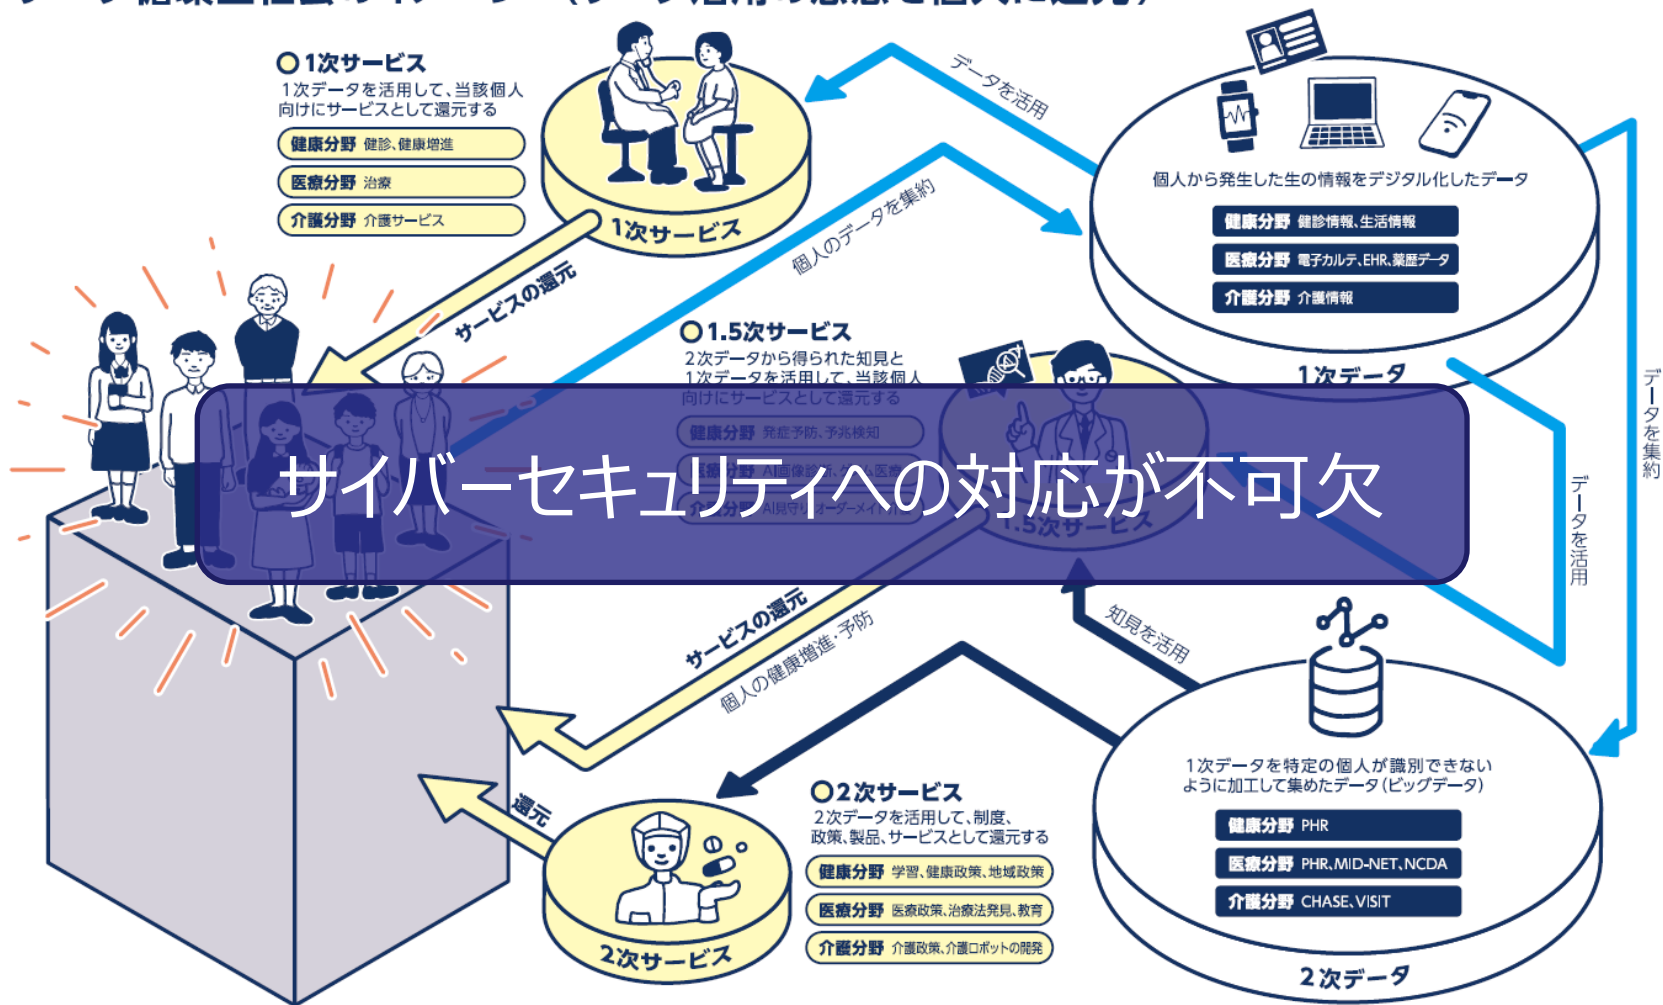 ○1次サービス
1次データを活用して、当該個人
向けにサービスとして還元する
健康分野 健診、健康増進
医療分野 治療
介護分野 介護サービス
1次サービス
データを活用
個人から発生した生の情報をデジタル化したデータ
健康分野 健診情報、生活情報
医療分野 電子カルテ、EHR、薬歴データ
介護分野 介護情報
1次データ
個人のデータを集約
サービスの還元
○1.5次サービス
2次データから得られた知見と
1次データを活用して、当該個人
向けにサービスとして還元する
健康分野 発症予防、予兆検知
サイバーセキュリティへの対応が不可欠
1.5次サービス
データを集約
データを活用
サービスの還元
個人の健康増進・予防
知見を活用
1次データを特定の個人が識別できない
ように加工して集めたデータ(ビッグデータ)
健康分野 PHR
医療分野 PHR、MID-NET、NCDA
介護分野 CHASE、VISIT
2次データ
還元
○2次サービス
2次データを活用して、制度、
政策、製品、サービスとして還元する
健康分野 学習、健康政策、地域政策
医療分野 医療政策、治療法発見、教育
介護分野 介護政策、介護ロボットの開発
2次サービス